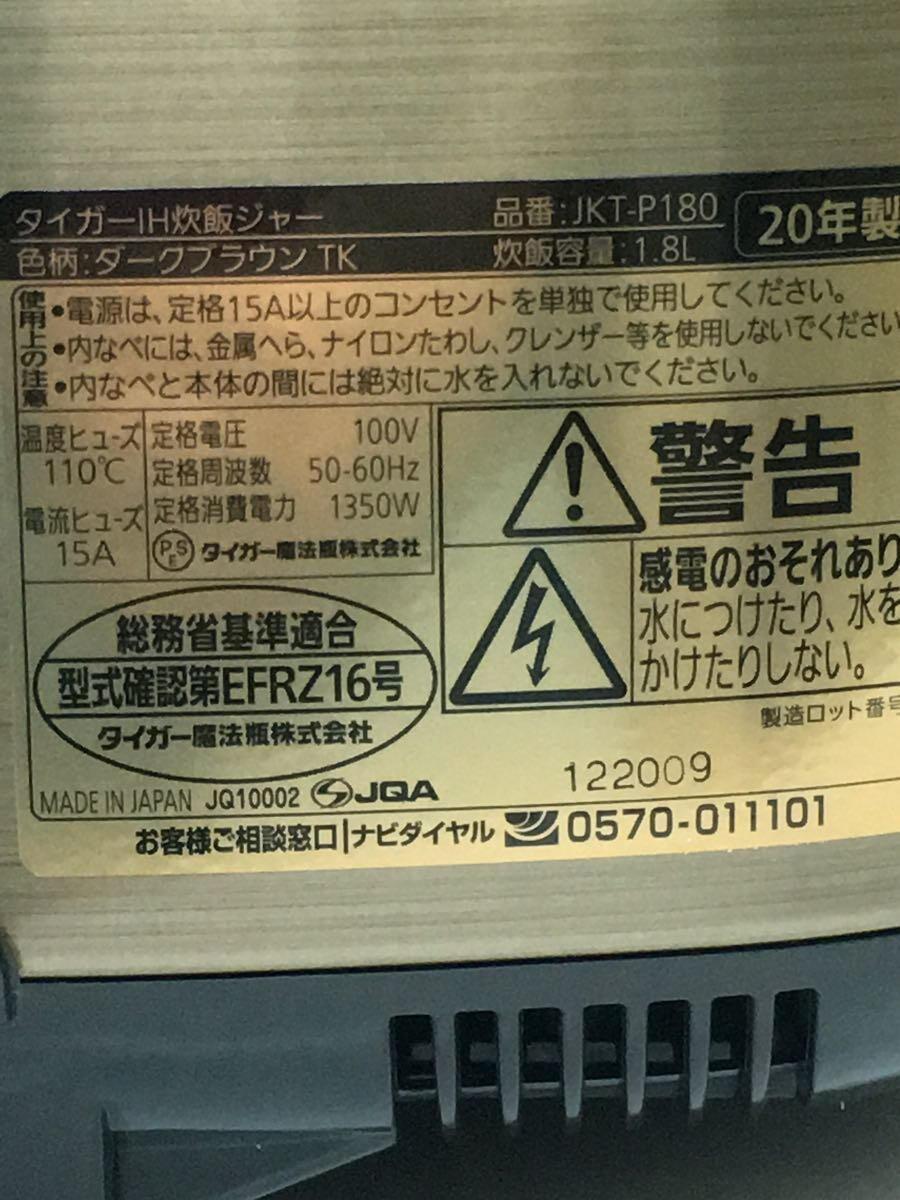 タイガーIH炊飯ジャー 品番:JKT-P180 20年製
色柄:ダークブラウン TK 炊飯容量:1.8L
使用上の注意
•電源は、定格15A以上のコンセントを単独で使用してください。
•内なべには、金属へら、ナイロンたわし、クレンザー等を使用しないでください
•内なべと本体の間には絶対に水を入れないでください。
温度ヒューズ
110℃
電流ヒューズ
15A
定格電圧 100V
定格周波数 50-60Hz
定格消費電力 1350W
PSE タイガー魔法瓶株式会社
警告
感電のおそれあり
水につけたり、水を
かけたりしない。
総務省基準適合
型式確認第EFRZ16号
タイガー魔法瓶株式会社
製造ロット番号
122009
MADE IN JAPAN JQ10002 JQA
お客様ご相談窓口|ナビダイヤル 0570-011101